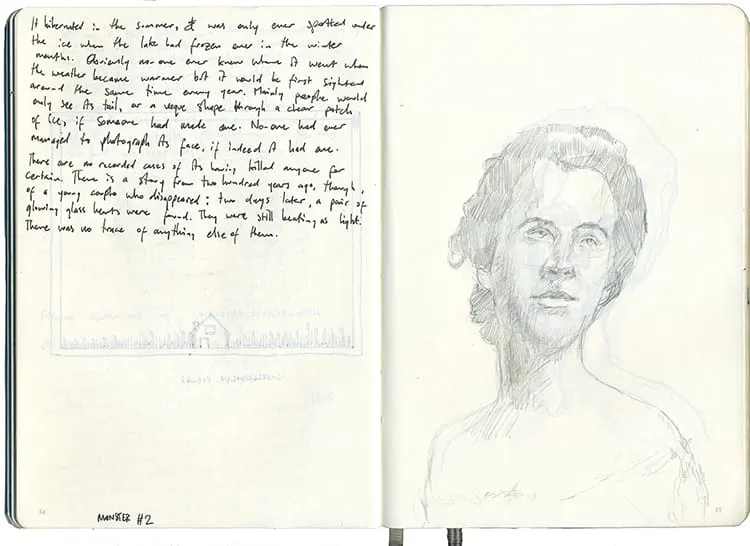 It hibernated in the summer, It was only ever spotted under
the ice when the lake had frozen over in the winter
months. Obviously no-one ever knew where it went when
the weather became warmer but it would be first sighted
around the same time every year. Mainly people would
only see its tail, or a vague shape through a clear patch
of ice, if someone had made one. No-one had ever
managed to photograph its face, if indeed it had one.
There are no recorded cases of its having killed anyone for
certain. There is a story from two hundred years ago, though,
of a young couple who disappeared; two days later, a pair of
glowing glass hearts were found. They were still beating as light.
There was no trace of anything else of them.
54
MONSTER #2
55